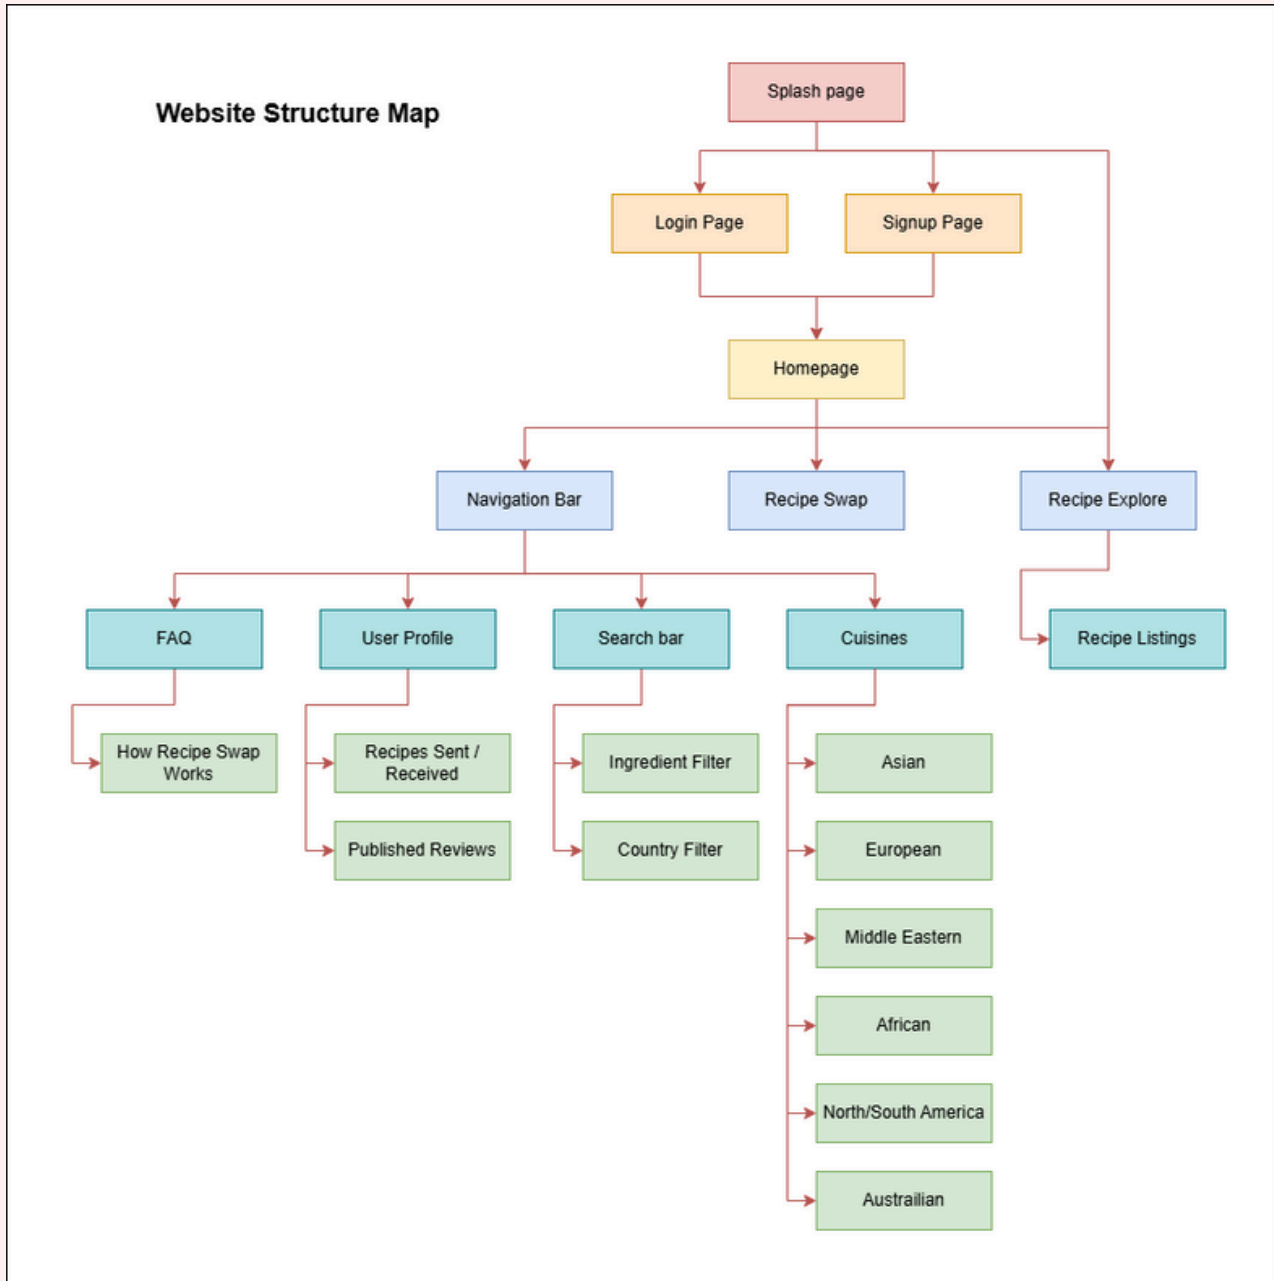 Website Structure Map
Splash page
Login Page
Signup Page
Homepage
Navigation Bar
Recipe Swap
Recipe Explore
FAQ
User Profile
Search bar
Cuisines
Recipe Listings
How Recipe Swap
Works
Recipes Sent /
Received
Ingredient Filter
Asian
Published Reviews
Country Filter
European
Middle Eastern
African
North/South America
Austrailian